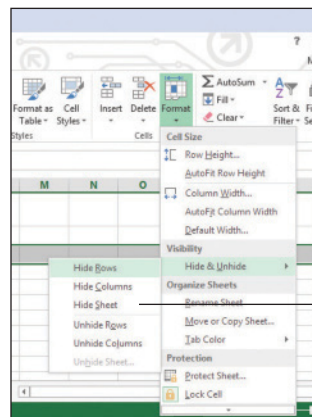 ?
Format as Cell Insert Delete Format
Table Styles
AutoSum
Fill
Clear
Sort &
Filter
Styles
Cells
Cell Size
Row Height...
AutoFit Row Height
M N O
Column Width...
AutoFit Column Width
Default Width...
Visibility
Hide Rows
Hide & Unhide
Hide Columns
Organize Sheets
Hide Sheet
Rename Sheet
Unhide Rows
Move or Copy Sheet...
Unhide Columns
Tab Color
Unhide Sheet...
Protection
Protect Sheet...
Lock Cell